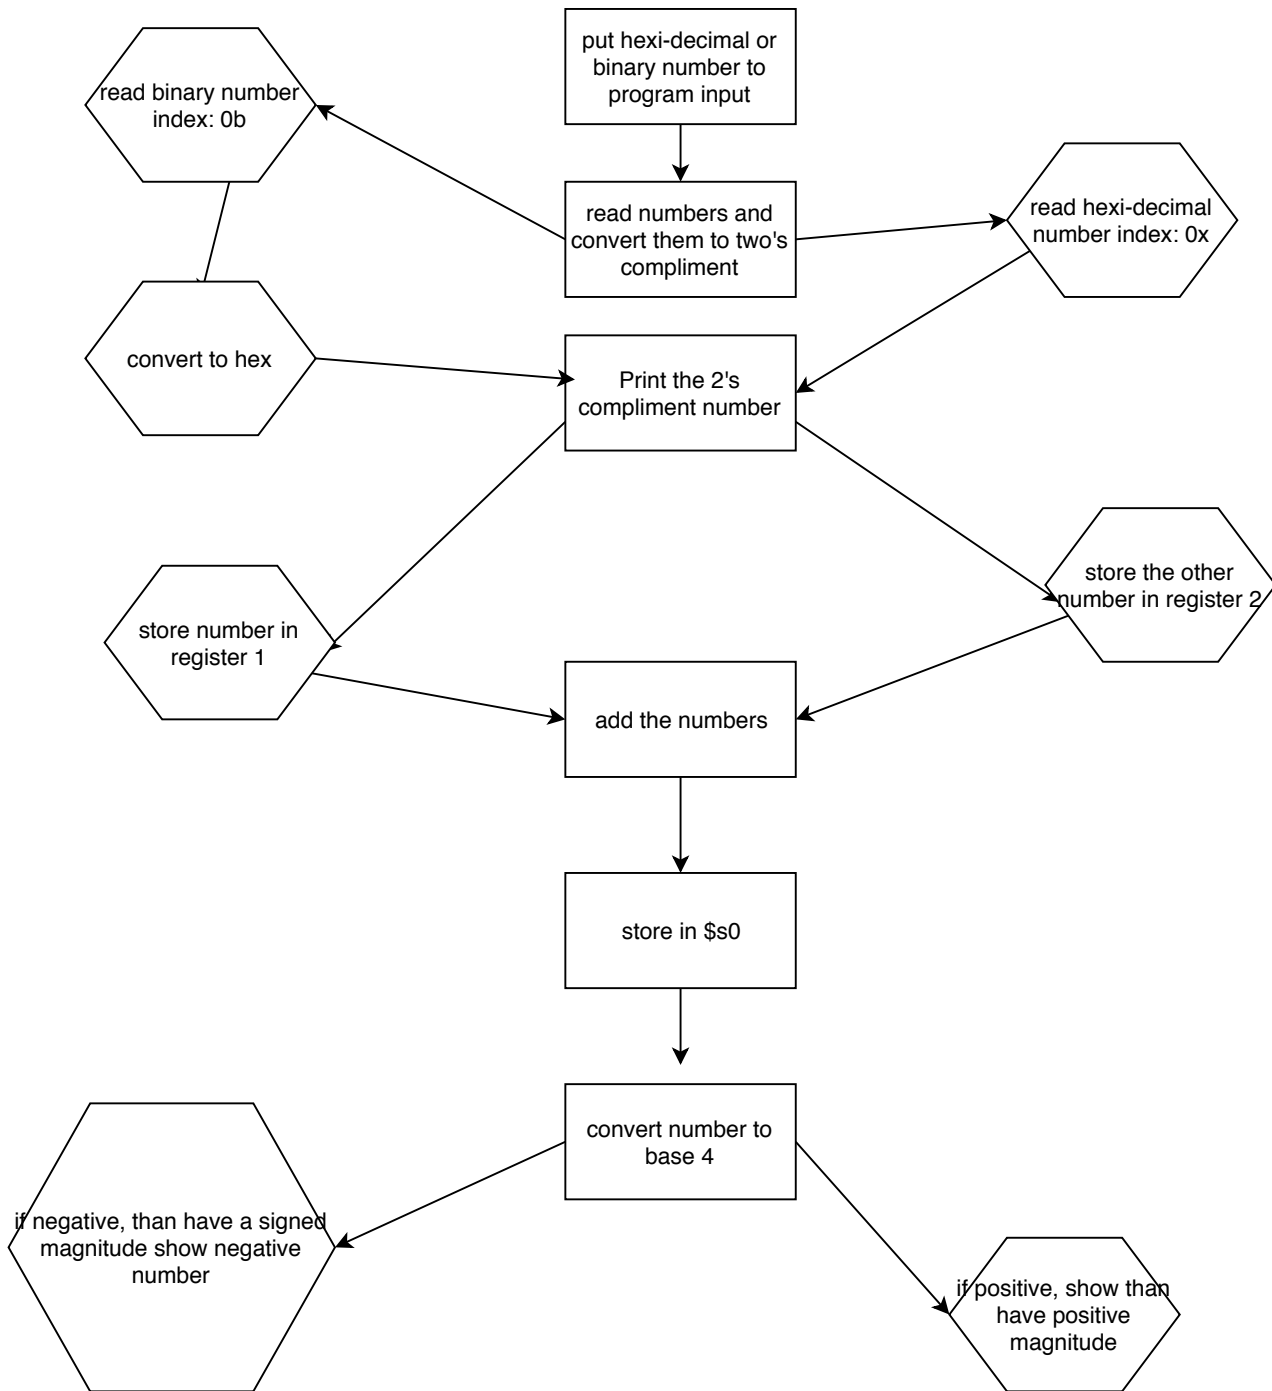 put hexi-decimal or
binary number to
program input
read binary number
index: 0b
read numbers and
convert them to two's
compliment
read hexi-decimal
number index: 0x
convert to hex
Print the 2's
compliment number
store number in
register 1
store the other
number in register 2
add the numbers
store in $s0
convert number to
base 4
if negative, than have a signed
magnitude show negative
number
if positive, show than
have positive
magnitude